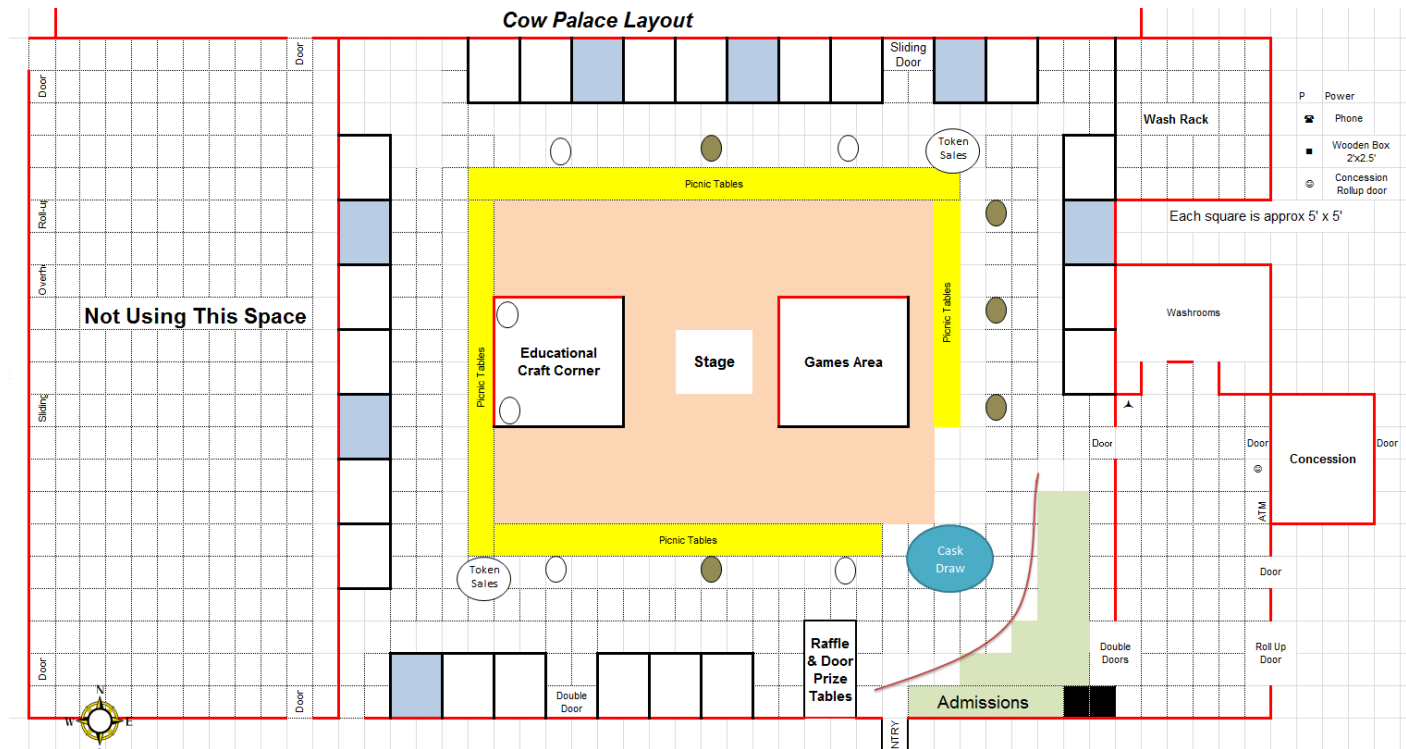 Cow Palace Layout
Door
Sliding
Door
Door
P Power
Phone
Wooden Box
2'x2.5'
Concession
Rollup door
Wash Rack
Token
Sales
Picnic Tables
Each square is approx 5' x 5'
Roll-u
Overh
Sliding
Not Using This Space
Picnic Tables
Educational
Craft Corner
Stage
Games Area
Picnic Tables
Washrooms
Door
Door
Door
Concession
ATM
Picnic Tables
Cask
Draw
Token
Sales
Door
Raffle
& Door
Prize
Tables
Double
Doors
Roll Up
Door
Door
Door
Double
Door
Admissions
NTRY
N
W
E